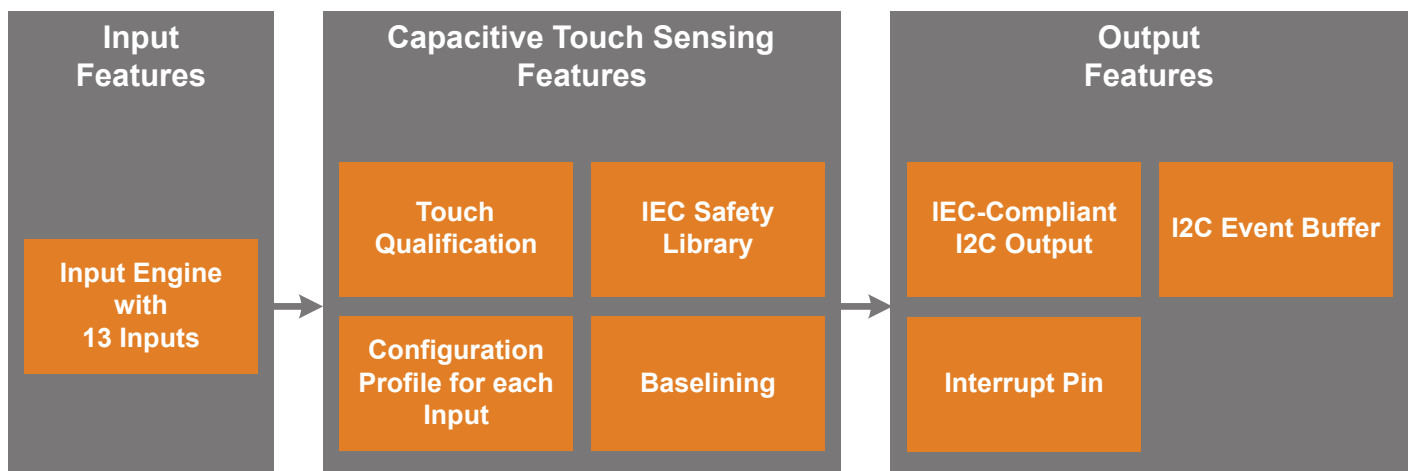 Input
Features
Input Engine
with
13 Inputs
Capacitive Touch Sensing
Features
Touch
Qualification
IEC Safety
Library
Configuration
Profile for each
Input
Baselining
Output
Features
IEC-Compliant
I2C Output
I2C Event Buffer
Interrupt Pin